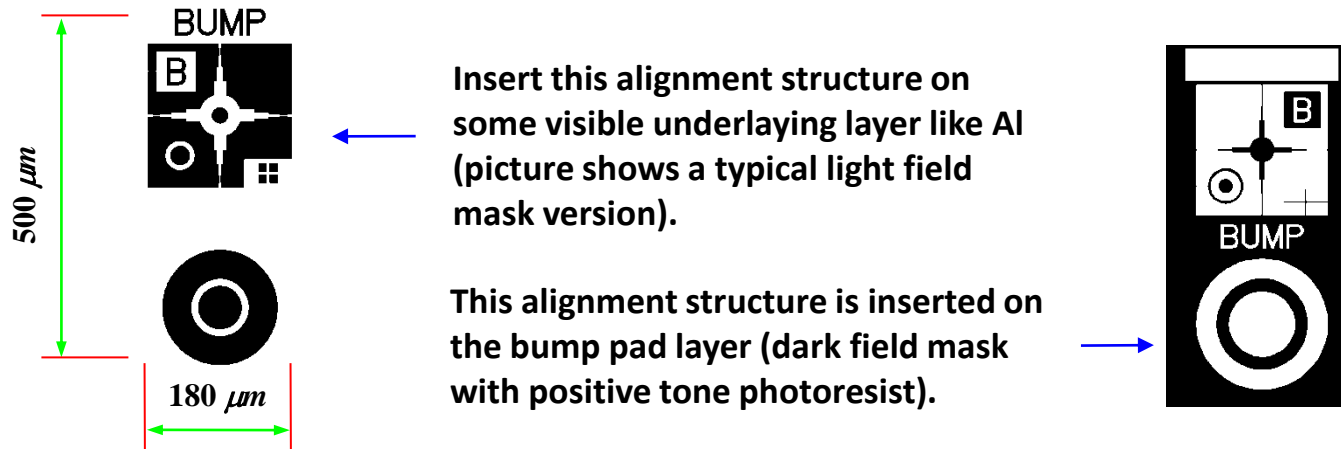 BUMP
B
500 μm
180 μm
Insert this alignment structure on
some visible underlaying layer like Al
(picture shows a typical light field
mask version).
This alignment structure is inserted on
the bump pad layer (dark field mask
with positive tone photoresist).
B
BUMP